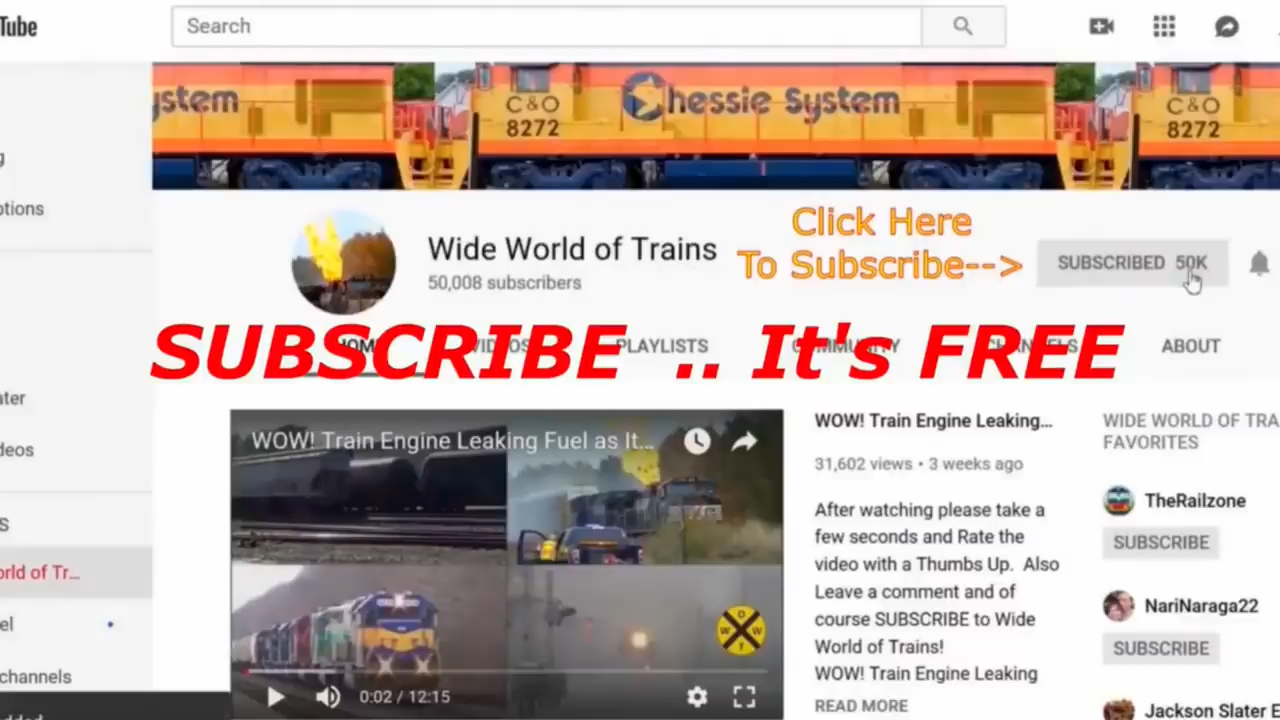 Tube
Search
ystem
C&O
8272
Chessie System
C&O
8272
ptions
Click Here
To Subscribe-->
Wide World of Trains
50,008 subscribers
SUBSCRIBED 50K
SUBSCRIBE .. It's FREE
HOME
VIDEOS
PLAYLISTS
COMMUNITY
CHANNELS
ABOUT
ater
deos
S
orld of Tr...
el
channels
WOW! Train Engine Leaking Fuel as It...
W O W
T
0:02 / 12:15
WOW! Train Engine Leaking...
31,602 views • 3 weeks ago
After watching please take a
few seconds and Rate the
video with a Thumbs Up. Also
Leave a comment and of
course SUBSCRIBE to Wide
World of Trains!
WOW! Train Engine Leaking
READ MORE
WIDE WORLD OF TRA
FAVORITES
TheRailzone
SUBSCRIBE
NariNaraga22
SUBSCRIBE
Jackson Slater E